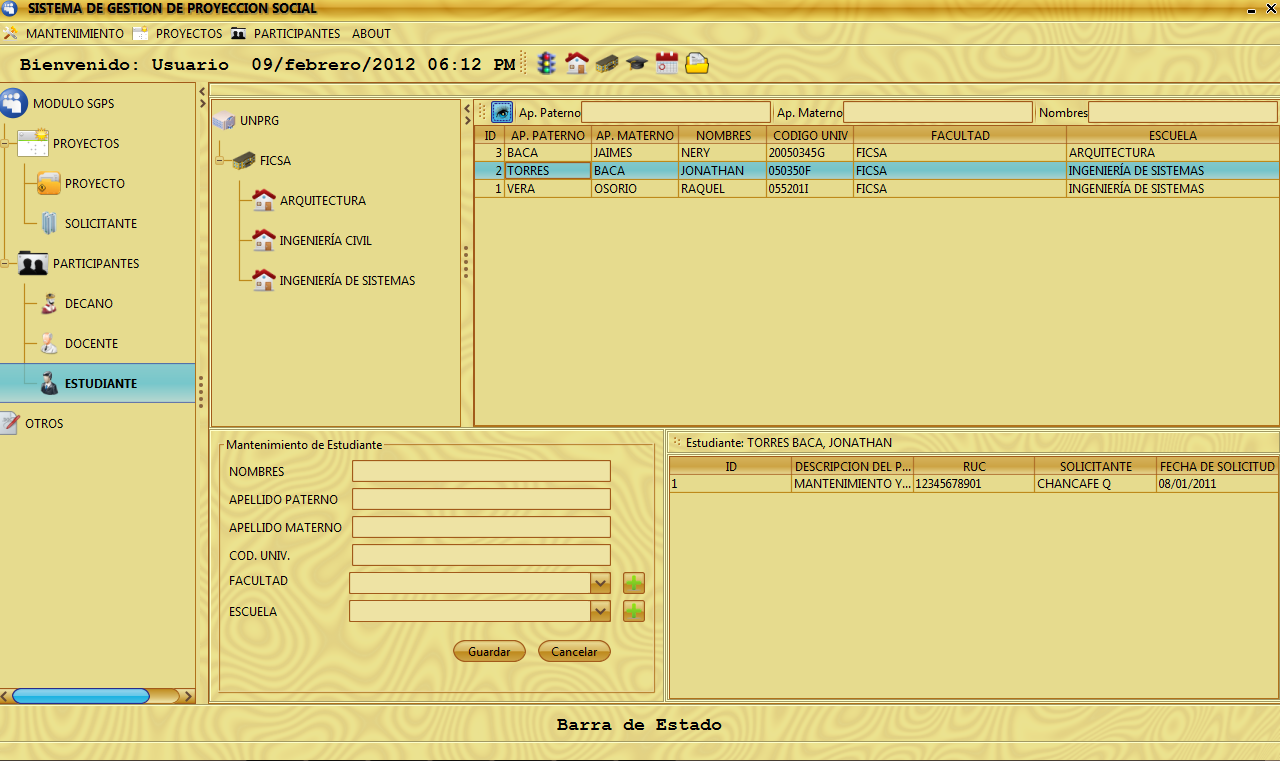 SISTEMA DE GESTION DE PROYECCION SOCIAL
MANTENIMIENTO PROYECTOS PARTICIPANTES ABOUT
Bienvenido: Usuario 09/febrero/2012 06:12 PM
MODULO SGPS
PROYECTOS
PROYECTO
SOLICITANTE
PARTICIPANTES
DECANO
DOCENTE
ESTUDIANTE
OTROS
UNPRG
FICSA
ARQUITECTURA
INGENIERÍA CIVIL
INGENIERÍA DE SISTEMAS
Ap. Paterno Ap. Materno Nombres
ID AP. PATERNO AP. MATERNO NOMBRES CODIGO UNIV FACULTAD ESCUELA
3 BACA JAIMES NERY 20050345G FICSA ARQUITECTURA
2 TORRES BACA JONATHAN 050350F FICSA INGENIERÍA DE SISTEMAS
1 VERA OSORIO RAQUEL 055201I FICSA INGENIERÍA DE SISTEMAS
Mantenimiento de Estudiante
NOMBRES
APELLIDO PATERNO
APELLIDO MATERNO
COD. UNIV.
FACULTAD
ESCUELA
Guardar Cancelar
Estudiante: TORRES BACA, JONATHAN
ID DESCRIPCION DEL P... RUC SOLICITANTE FECHA DE SOLICITUD
1 MANTENIMIENTO Y... 12345678901 CHANCAFE Q 08/01/2011
Barra de Estado